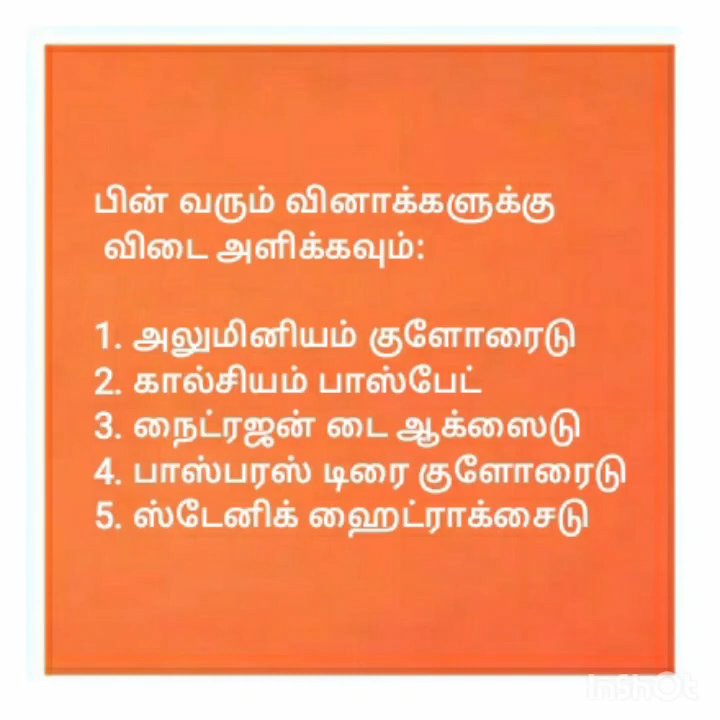 பின் வரும் வினாக்களுக்கு
விடை அளிக்கவும்:
1. அலுமினியம் குளோரைடு
2. கால்சியம் பாஸ்பேட்
3. நைட்ரஜன் டை ஆக்ஸைடு
4. பாஸ்பரஸ் டிரை குளோரைடு
5. ஸ்டேனிக் ஹைட்ராக்சைடு
InShOt